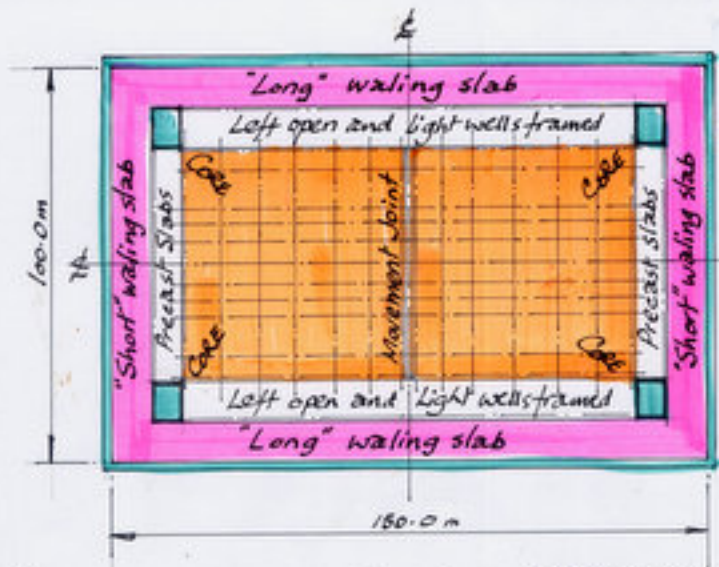 ℄
"Long" waling slab
Left open and light wells framed
CORE
CORE
100.0m
"Short" waling slab
Precast slabs
Movement Joint
Precast slabs
"Short" waling slab
CORE
CORE
Left open and light wells framed
"Long" waling slab
150.0 m